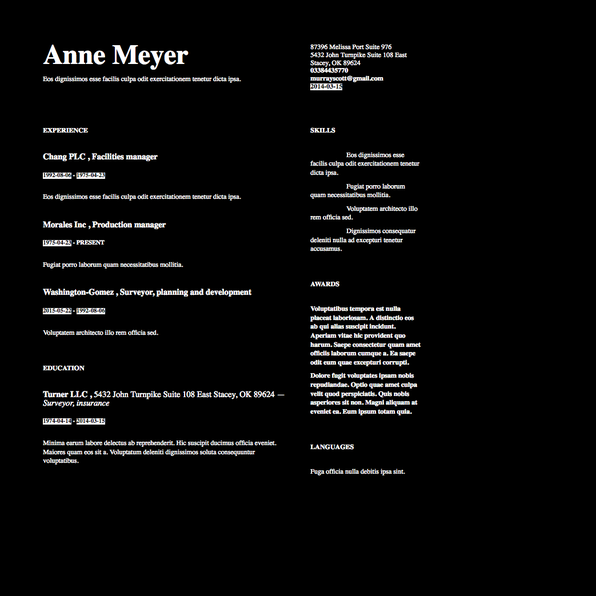 Anne Meyer
Eos dignissimos esse facilis culpa odit exercitationem tenetur dicta ipsa.
87396 Melissa Port Suite 976
5432 John Turnpike Suite 108 East
Stacey, OK 89624
03384435770
murrayscott@gmail.com
2014-03-15
EXPERIENCE
Chang PLC , Facilities manager
1992-08-06 - 1975-04-23
Eos dignissimos esse facilis culpa odit exercitationem tenetur dicta ipsa.
Morales Inc , Production manager
1975-04-23 - PRESENT
Fugiat porro laborum quam necessitatibus mollitia.
Washington-Gomez , Surveyor, planning and development
2015-05-22 - 1992-08-06
Voluptatem architecto illo rem officia sed.
EDUCATION
Turner LLC , 5432 John Turnpike Suite 108 East Stacey, OK 89624 —
Surveyor, insurance
1974-04-14 - 2014-03-15
Minima earum labore delectus ab reprehenderit. Hic suscipit ducimus officia eveniet.
Maiores quam eos sit a. Voluptatum deleniti dignissimos soluta consequuntur
voluptatibus.
SKILLS
Eos dignissimos esse
facilis culpa odit exercitationem tenetur
dicta ipsa.
Fugiat porro laborum
quam necessitatibus mollitia.
Voluptatem architecto illo
rem officia sed.
Dignissimos consequatur
deleniti nulla ad excepturi tenetur
accusamus.
AWARDS
Voluptatibus tempora est nulla
placeat laboriosam. A distinctio eos
ab qui alias suscipit incidunt.
Aperiam vitae hic provident quo
harum. Saepe consectetur quam amet
officiis laborum cumque a. Ea saepe
odit eum quae excepturi corrupti.
Dolore fugit voluptates ipsam nobis
repudiandae. Optio quae amet culpa
velit quod perspiciatis. Quis nobis
asperiores sit non. Magni aliquam at
eveniet ea. Eum ipsum totam quia.
LANGUAGES
Fuga officia nulla debitis ipsa sint.